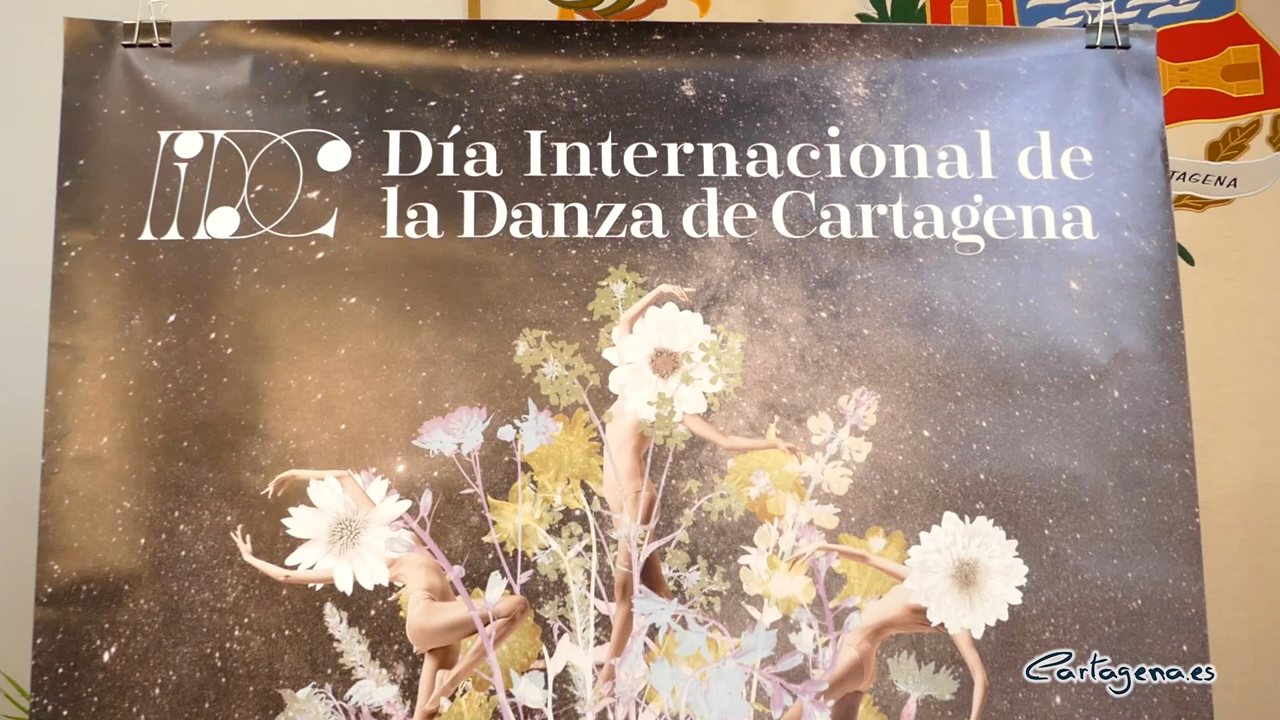 iDC
Día Internacional de
la Danza de Cartagena
TAGENA
Cartagena.es